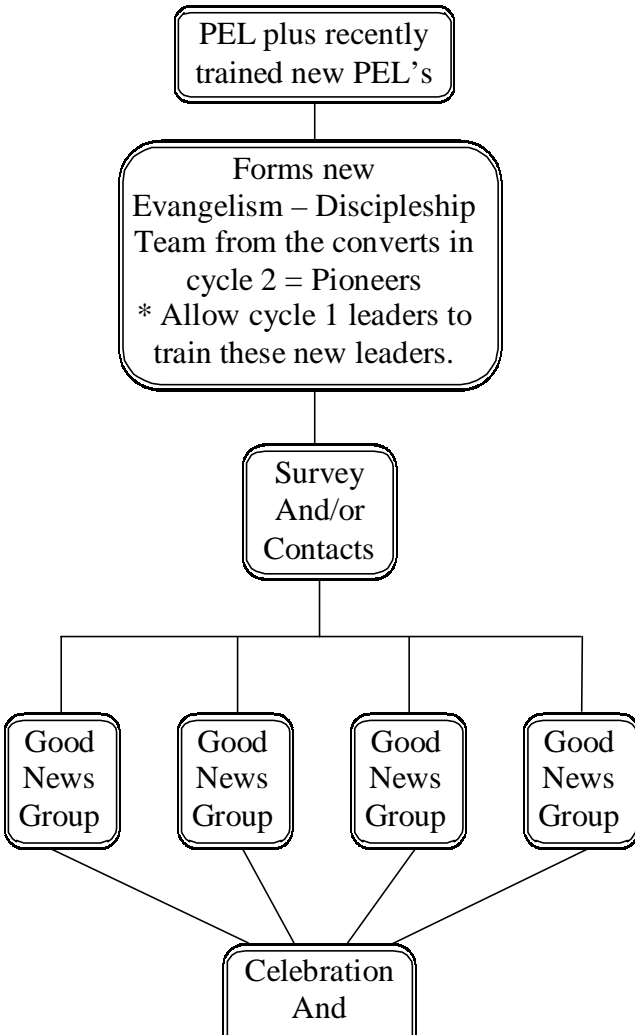 PEL plus recently
trained new PEL’s
Forms new
Evangelism – Discipleship
Team from the converts in
cycle 2 = Pioneers
* Allow cycle 1 leaders to
train these new leaders.
Survey
And/or
Contacts
Good
News
Group
Good
News
Group
Good
News
Group
Good
News
Group
Celebration
And